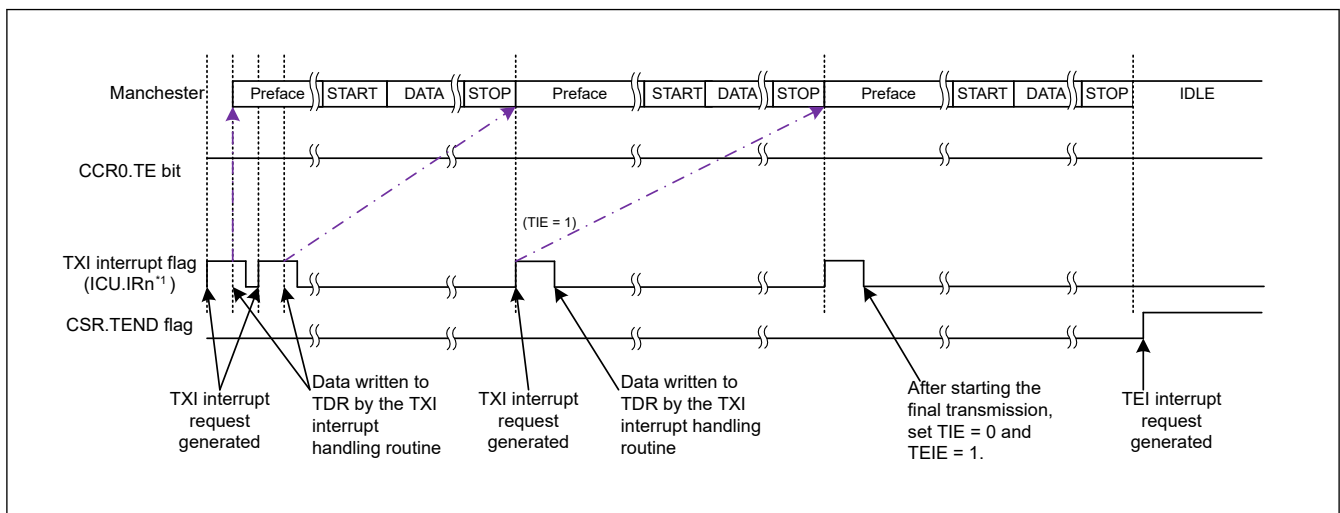 Manchester
Preface START DATA STOP Preface START DATA STOP Preface START DATA STOP IDLE
CCR0.TE bit
(TIE = 1)
TXI interrupt flag
(ICU.IRn*1 )
CSR.TEND flag
TXI interrupt
request
generated
Data written to
TDR by the TXI
interrupt
handling routine
TXI interrupt
request
generated
Data written to
TDR by the TXI
interrupt handling
routine
After starting the
final transmission,
set TIE = 0 and
TEIE = 1.
TEI interrupt
request
generated